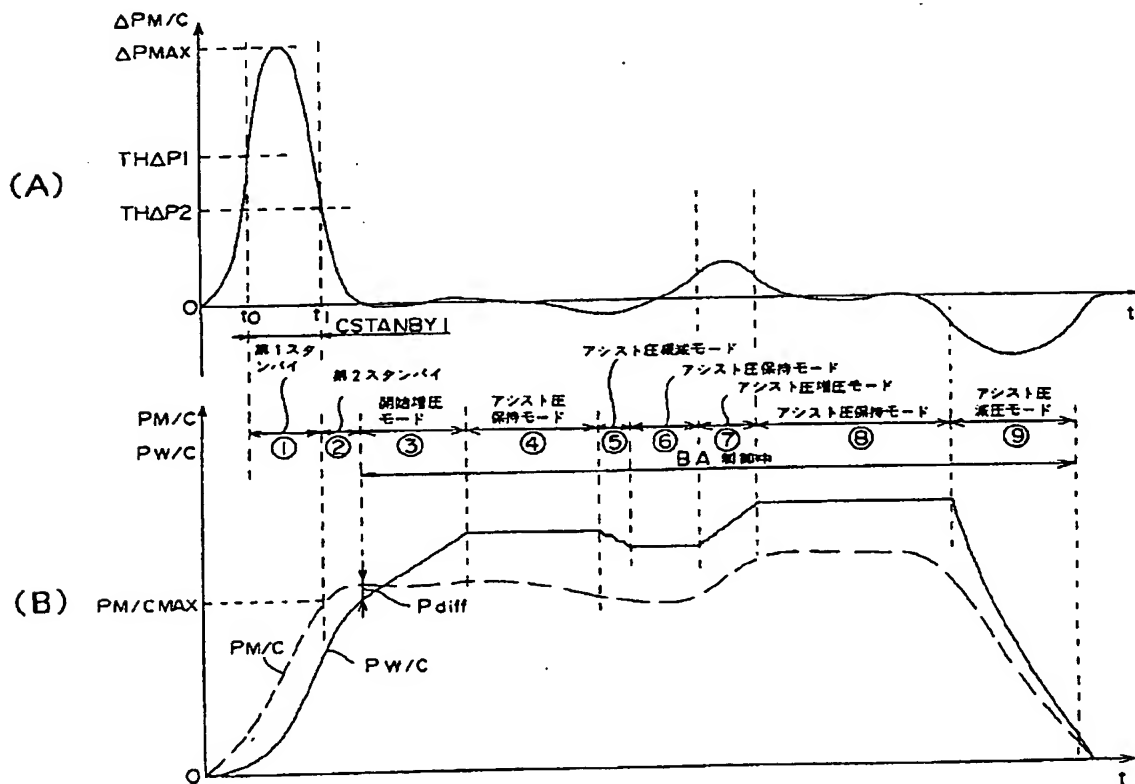 (A)
ΔPM/C
ΔPMAX
THΔP1
THΔP2
O
t0
t1
t
CSTANBY1
第1スタンバイ
第2スタンバイ
開始増圧モード
アシスト圧保持モード
アシスト圧緩減モード
アシスト圧保持モード
アシスト圧増圧モード
アシスト圧保持モード
アシスト圧減圧モード
① ② ③ ④ ⑤ ⑥ ⑦ ⑧ ⑨
BA 制御中
(B)
PM/C
PW/C
PM/CMAX
PM/C
PW/C
Pdiff
O
t